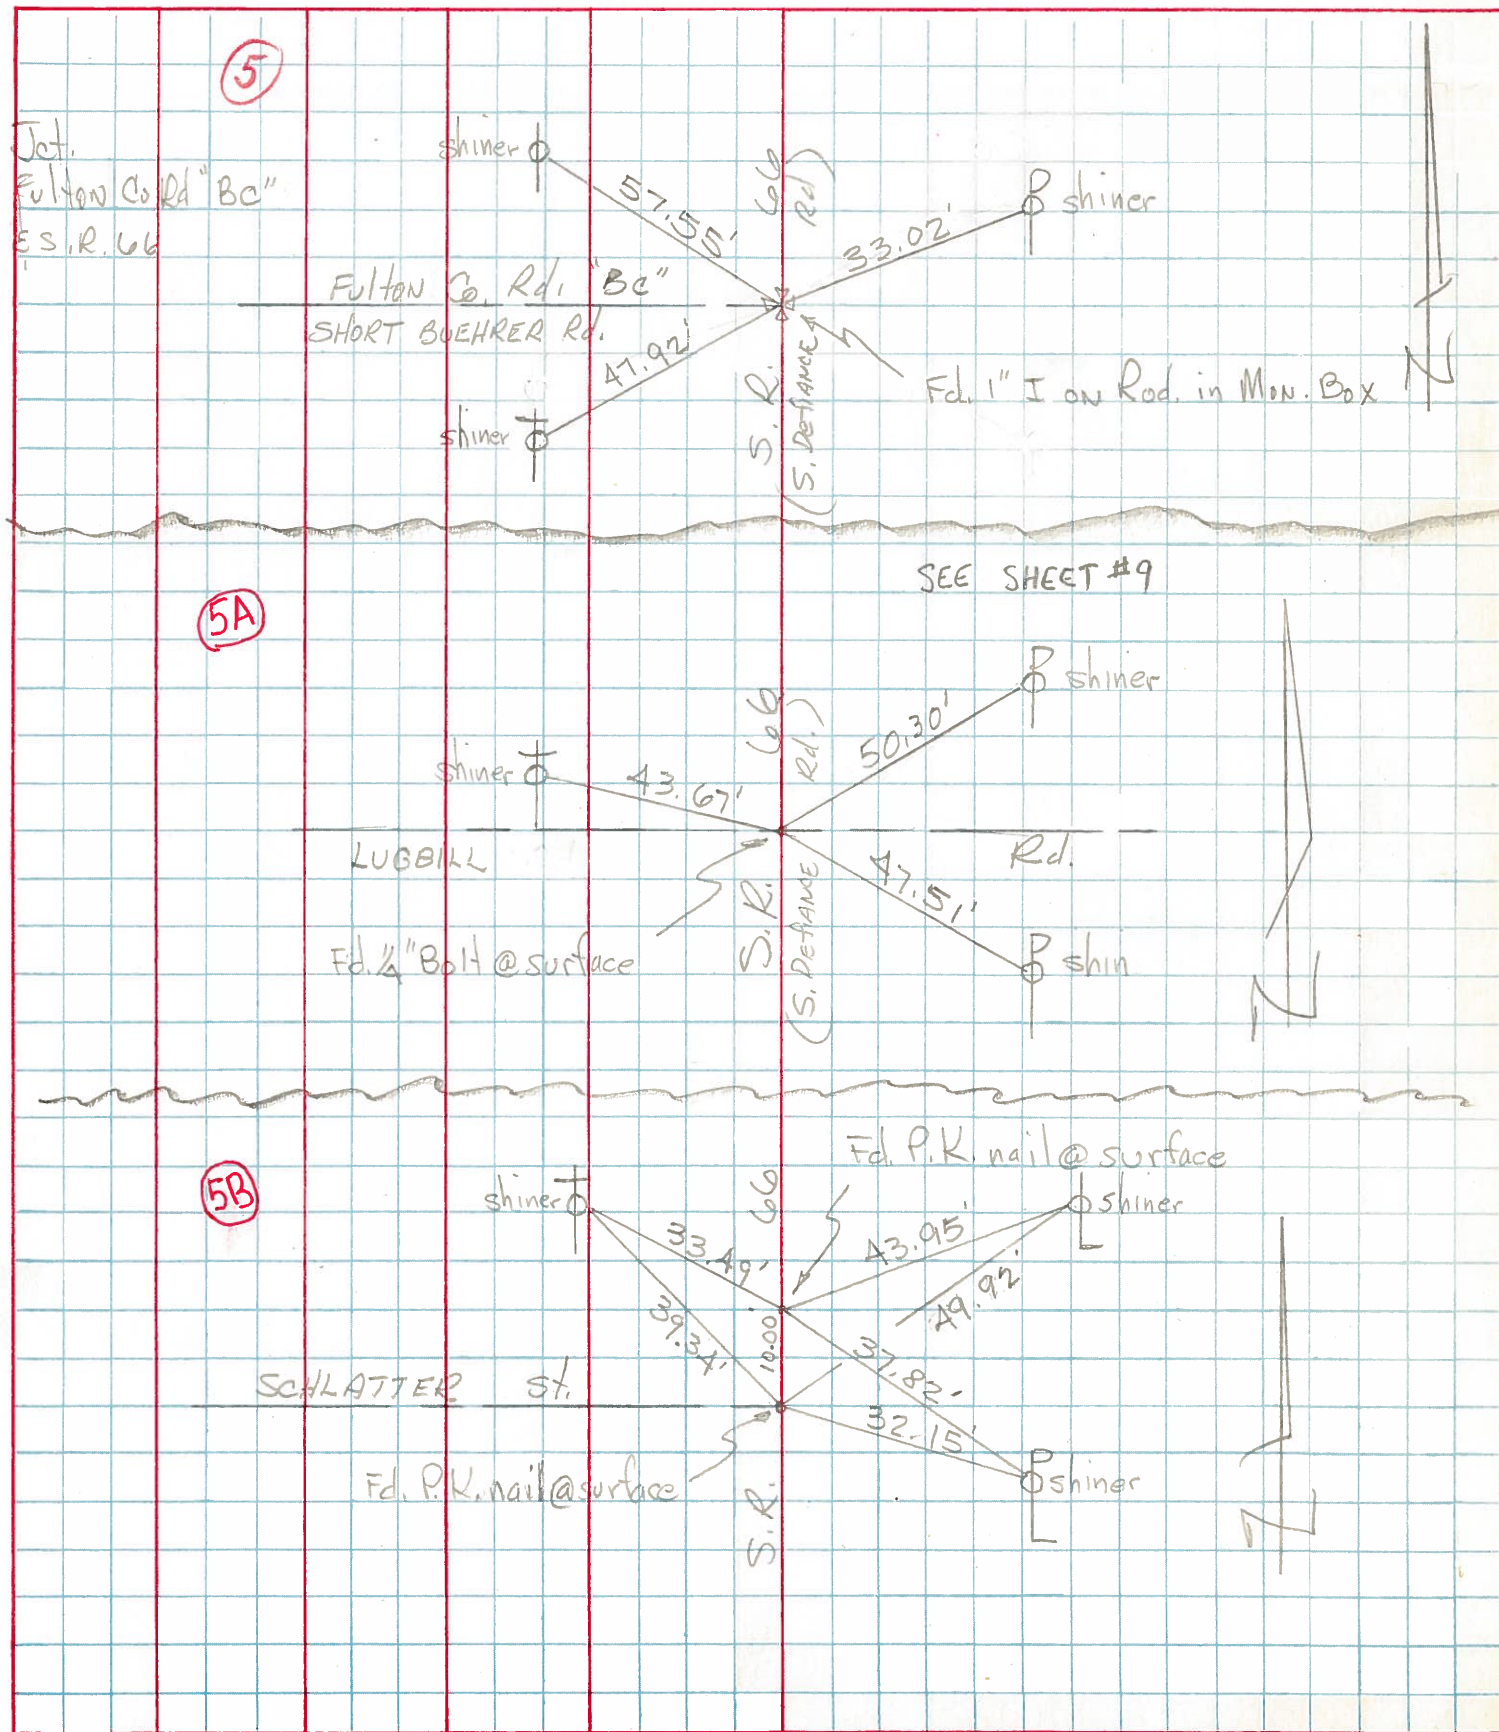 5
Jct.
Fulton Co Rd "BC"
& S.R. 66
shiner
57.55'
S. R. 66
(S. Defiance Rd)
33.02'
shiner
Fulton Co. Rd. "BC"
SHORT BUEHRER Rd.
47.92'
shiner
Fd. 1" I on Rod. in Mon. Box
SEE SHEET #9
5A
shiner
50.30'
S. R. 66
(S. Defiance Rd.)
shiner
43.67'
LUGBILL Rd.
47.51'
Fd. 1/4" Bolt @ surface
shin
5B
Fd. P.K. nail @ surface
shiner
S.R. 66
shiner
33.49'
43.95'
49.92'
39.34'
10.00'
37.82'
SCHLATTER St.
32.15'
Fd. P.K. nail @ surface
shiner